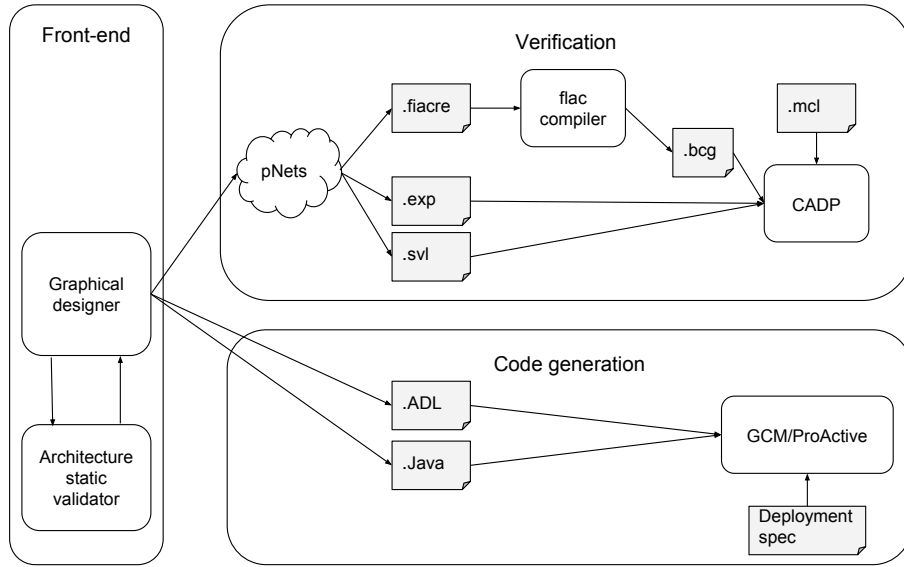 Front-end
Graphical
designer
Architecture
static
validator
Verification
pNets
.fiacre
flac
compiler
.bcg
.mcl
.exp
.svl
CADP
Code generation
.ADL
.Java
GCM/ProActive
Deployment
spec